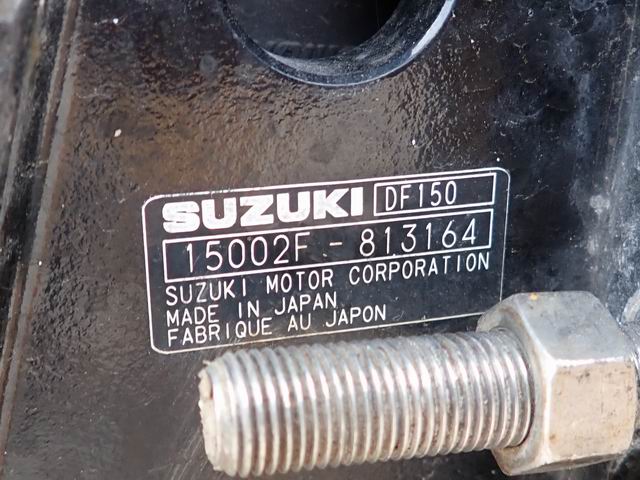 SUZUKI DF150
15002F - 813164
SUZUKI MOTOR CORPORATION
MADE IN JAPAN
FABRIQUE AU JAPON